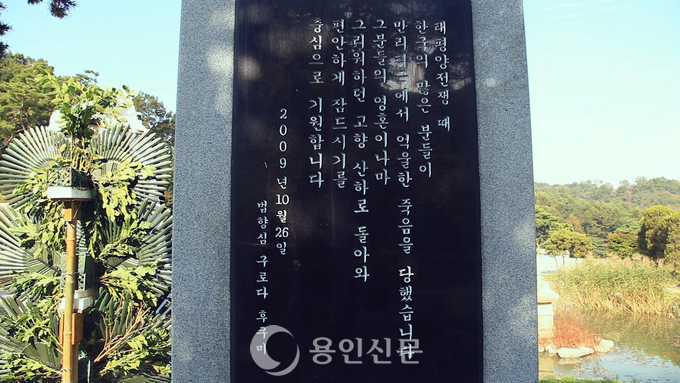 태평양전쟁 때
한국의 많은 분들이
만리타국에서 억울한 죽음을 당했습니다
그분들의 영혼이나마
그리워하던 고향 산하로 돌아와
편안하게 잠드시기를
충심으로 기원합니다
2009년 10월 26일
법향심 구로다 후쿠미
용인신문